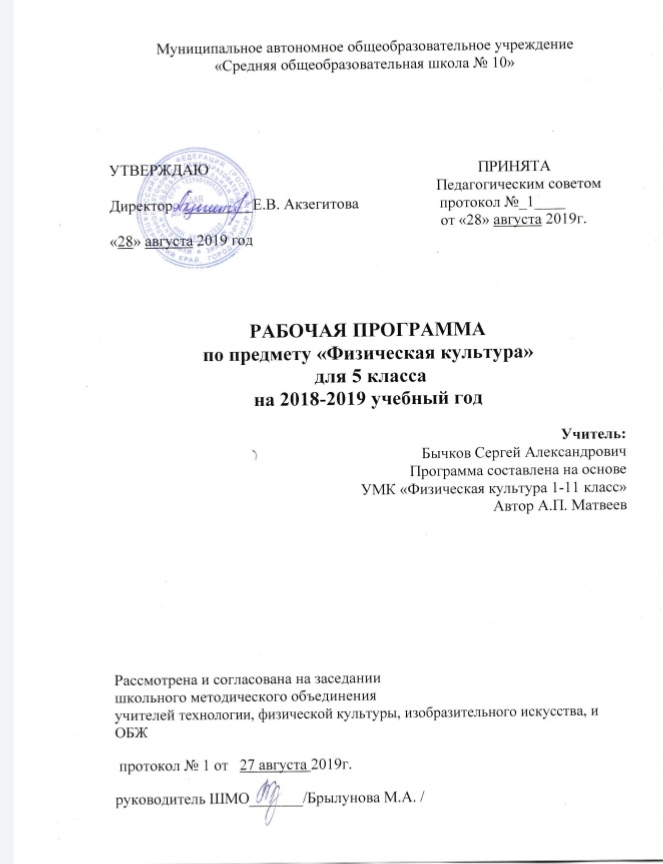 Муниципальное автономное общеобразовательное учреждение
«Средняя общеобразовательная школа № 10»
УТВЕРЖДАЮ
Директор__________Е.В. Акзегитова
«28» августа 2019 год
ПРИНЯТА
Педагогическим советом
протокол №_1____
от «28» августа 2019г.
РАБОЧАЯ ПРОГРАММА
по предмету «Физическая культура»
для 5 класса
на 2018-2019 учебный год
Учитель:
Бычков Сергей Александрович
Программа составлена на основе
УМК «Физическая культура 1-11 класс»
Автор А.П. Матвеев
Рассмотрена и согласована на заседании
школьного методического объединения
учителей технологии, физической культуры, изобразительного искусства, и
ОБЖ
протокол № 1 от 27 августа 2019г.
руководитель ШМО_______/Брылунова М.А. /